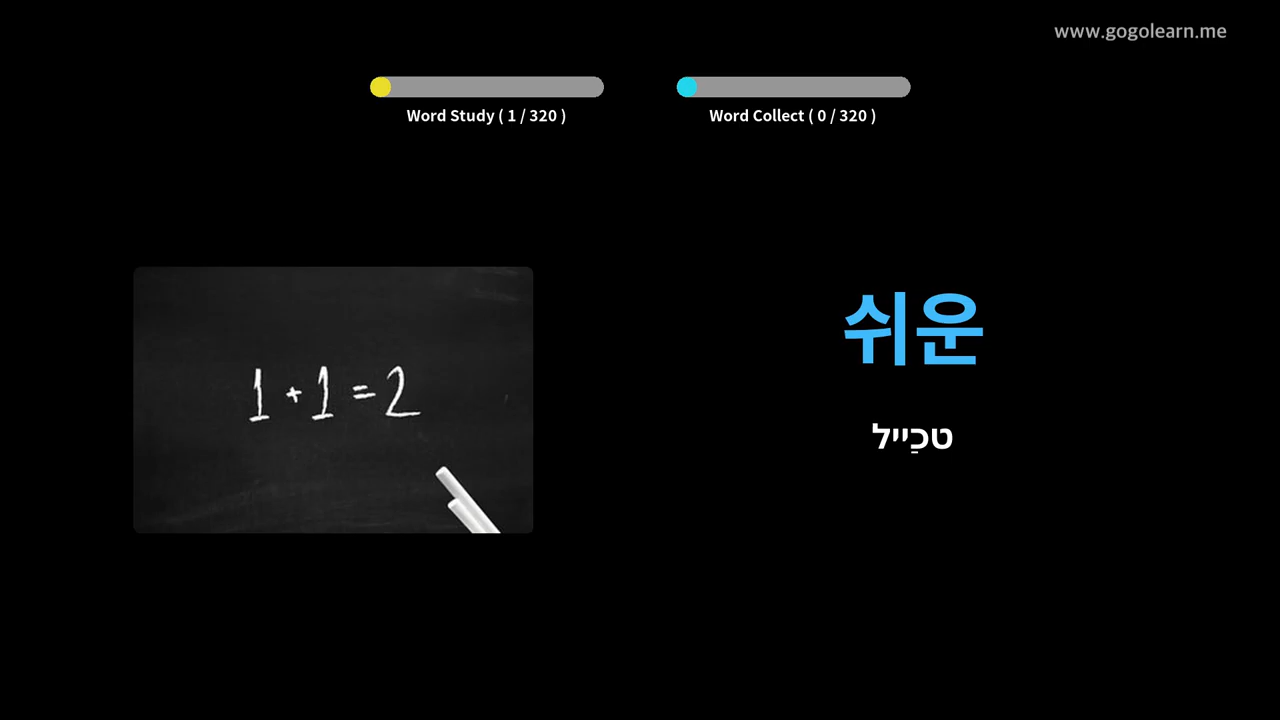 www.gogolearn.me
Word Study ( 1 / 320 )
Word Collect ( 0 / 320 )
1 + 1 = 2
쉬운
טכַייל